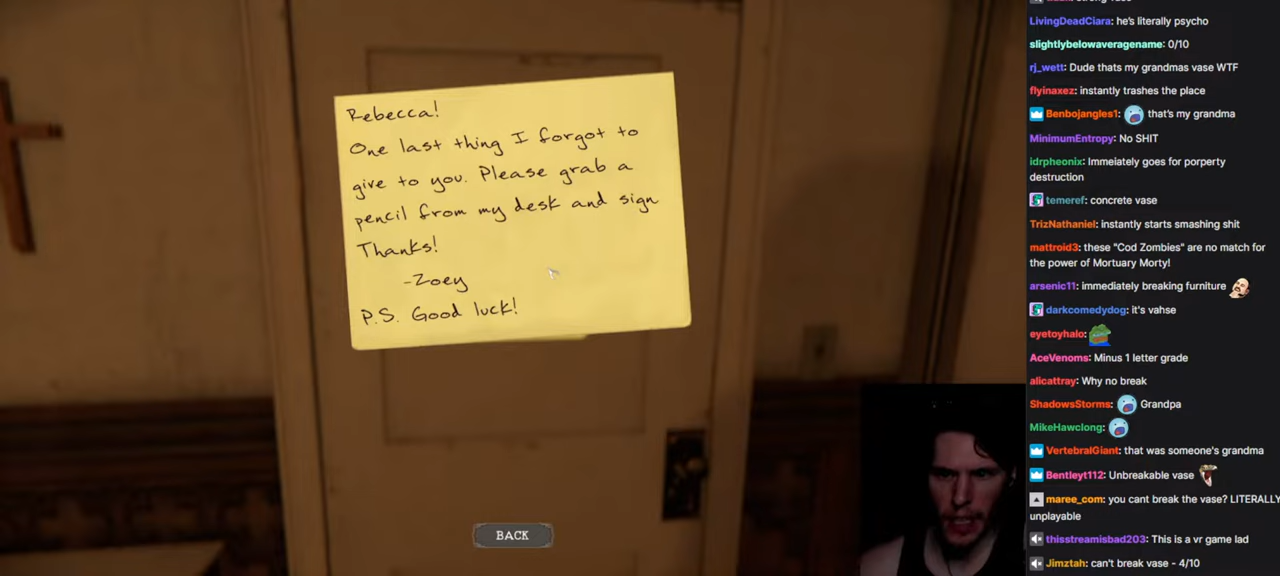 Rebecca!
One last thing I forgot to
give to you. Please grab a
pencil from my desk and sign
Thanks!
-Zoey
P.S. Good luck!
BACK
LivingDeadCiara: he's literally psycho
slightlybelowaveragename: 0/10
rj_wett: Dude thats my grandmas vase WTF
flyinaxez: instantly trashes the place
Benbojangles1: that's my grandma
MinimumEntropy: No SHIT
idrpheonix: Immeiately goes for porperty
destruction
temeref: concrete vase
TrizNathaniel: instantly starts smashing shit
mattroid3: these "Cod Zombies" are no match for
the power of Mortuary Morty!
arsenic11: immediately breaking furniture
darkcomedydog: it's vahse
eyetoyhalo:
AceVenoms: Minus 1 letter grade
alicattray: Why no break
ShadowsStorms: Grandpa
MikeHawclong:
VertebralGiant: that was someone's grandma
Bentleyt112: Unbreakable vase
maree_com: you cant break the vase? LITERALLY
unplayable
thisstreamisbad203: This is a vr game lad
Jimztah: can't break vase - 4/10